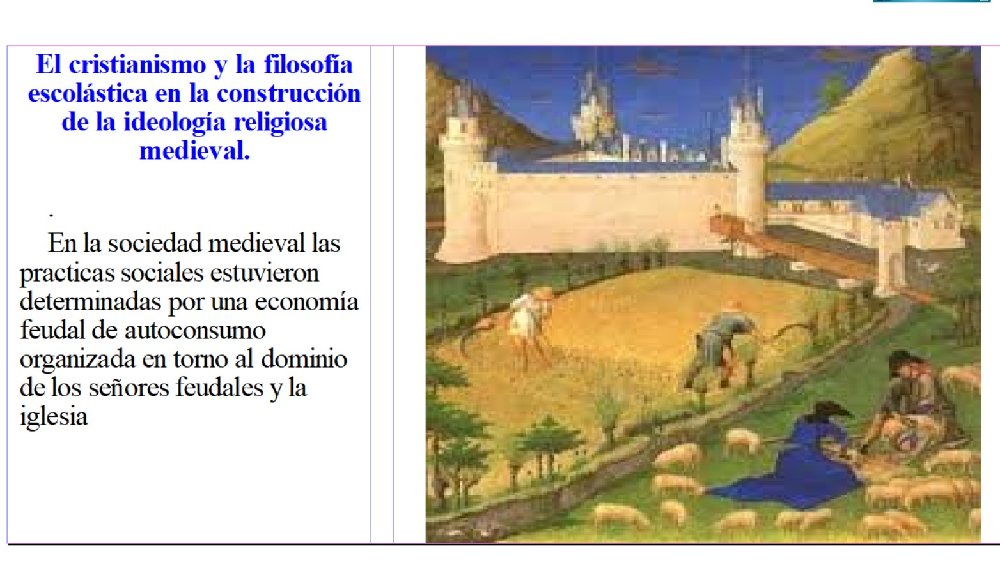 El cristianismo y la filosofía
escolástica en la construcción
de la ideología religiosa
medieval.
.
En la sociedad medieval las
practicas sociales estuvieron
determinadas por una economía
feudal de autoconsumo
organizada en torno al dominio
de los señores feudales y la
iglesia